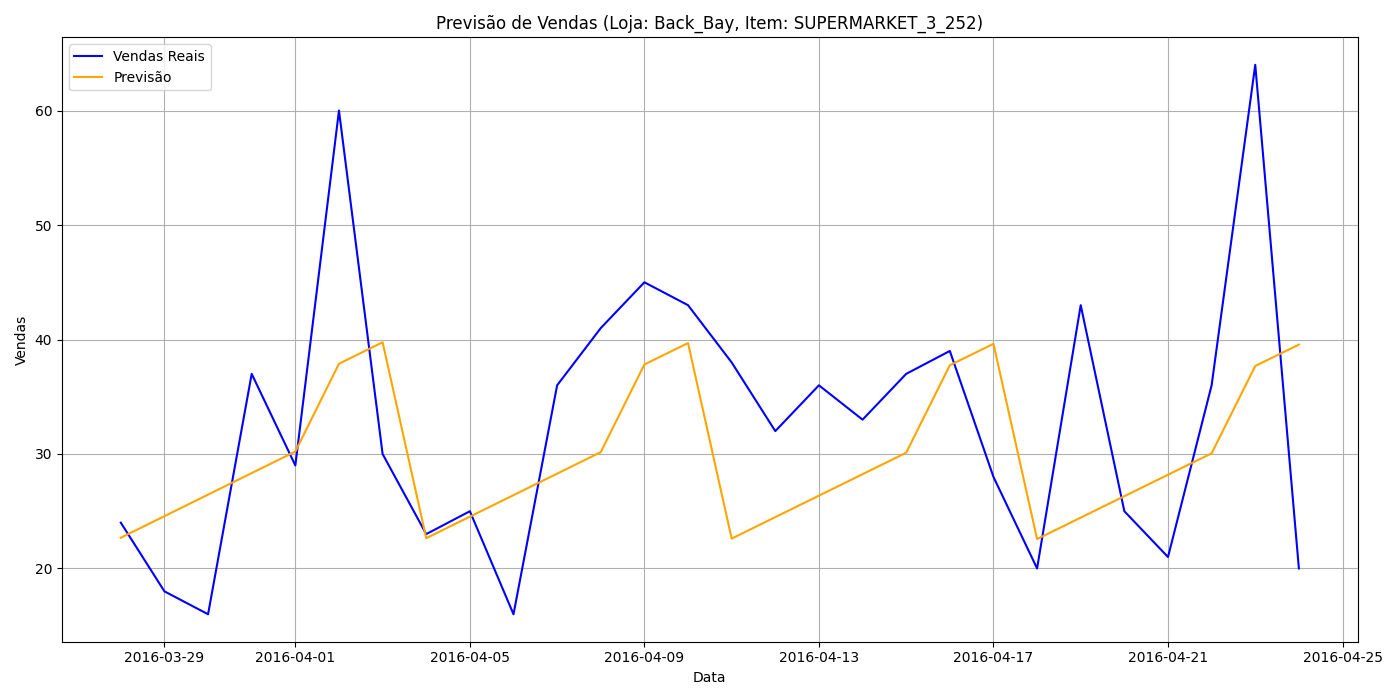 Previsão de Vendas (Loja: Back_Bay, Item: SUPERMARKET_3_252)
Vendas Reais
Previsão
60
50
40
30
20
Vendas
2016-03-29
2016-04-01
2016-04-05
2016-04-09
2016-04-13
2016-04-17
2016-04-21
2016-04-25
Data